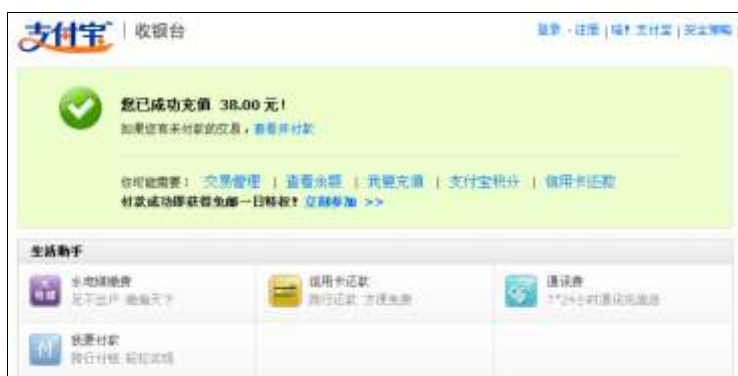 支付宝 | 收银台
登录 - 注册 | 嗨! 支付宝 | 安全策略
您已成功充值 38.00 元!
如果您有未付款的交易，查看并付款
你可能需要： 交易管理 | 查看余额 | 我要充值 | 支付宝积分 | 信用卡还款
付款成功即获得免邮一日特权! 立刻参加 >>
生活助手
水电煤缴费
足不出户 缴遍天下
信用卡还款
跨行还款 方便免费
通讯费
7*24小时通讯充值
我要付款
跨行付款 轻松实现